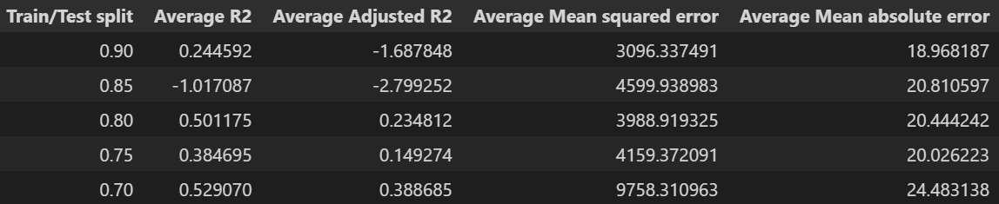 Train/Test split Average R2 Average Adjusted R2 Average Mean squared error Average Mean absolute error
0.90 0.244592 -1.687848 3096.337491 18.968187
0.85 -1.017087 -2.799252 4599.938983 20.810597
0.80 0.501175 0.234812 3988.919325 20.444242
0.75 0.384695 0.149274 4159.372091 20.026223
0.70 0.529070 0.388685 9758.310963 24.483138